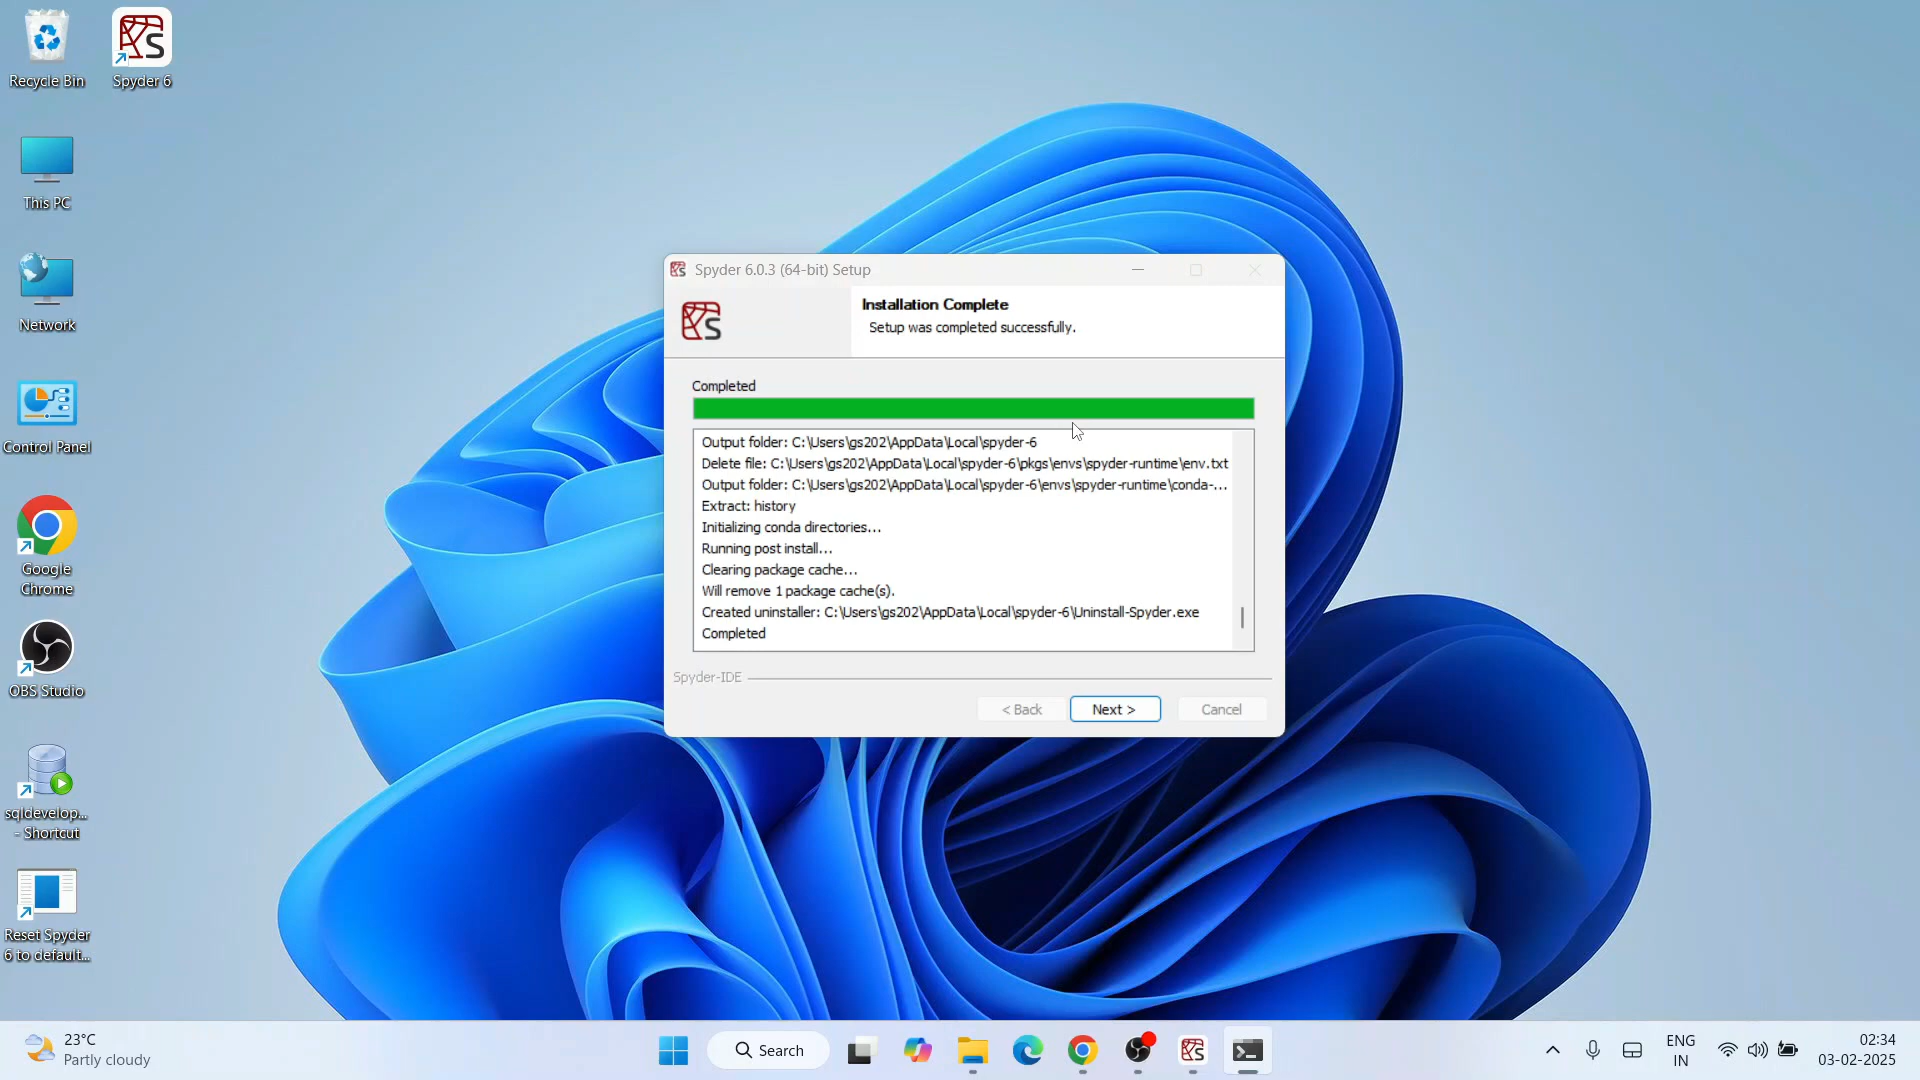 Recycle Bin
Spyder 6
This PC
Network
Control Panel
Google
Chrome
OBS Studio
sqldevelop...
- Shortcut
Reset Spyder
6 to default...
Spyder 6.0.3 (64-bit) Setup
S
Installation Complete
Setup was completed successfully.
Completed
Output folder: C:\Users\gs202\AppData\Local\spyder-6
Delete file: C:\Users\gs202\AppData\Local\spyder-6\pkgs\envs\spyder-runtime\env.txt
Output folder: C:\Users\gs202\AppData\Local\spyder-6\envs\spyder-runtime\conda-...
Extract: history
Initializing conda directories...
Running post install...
Clearing package cache...
Will remove 1 package cache(s).
Created uninstaller: C:\Users\gs202\AppData\Local\spyder-6\Uninstall-Spyder.exe
Completed
Spyder-IDE
< Back
Next >
Cancel
23°C
Partly cloudy
Search
ENG
IN
02:34
03-02-2025